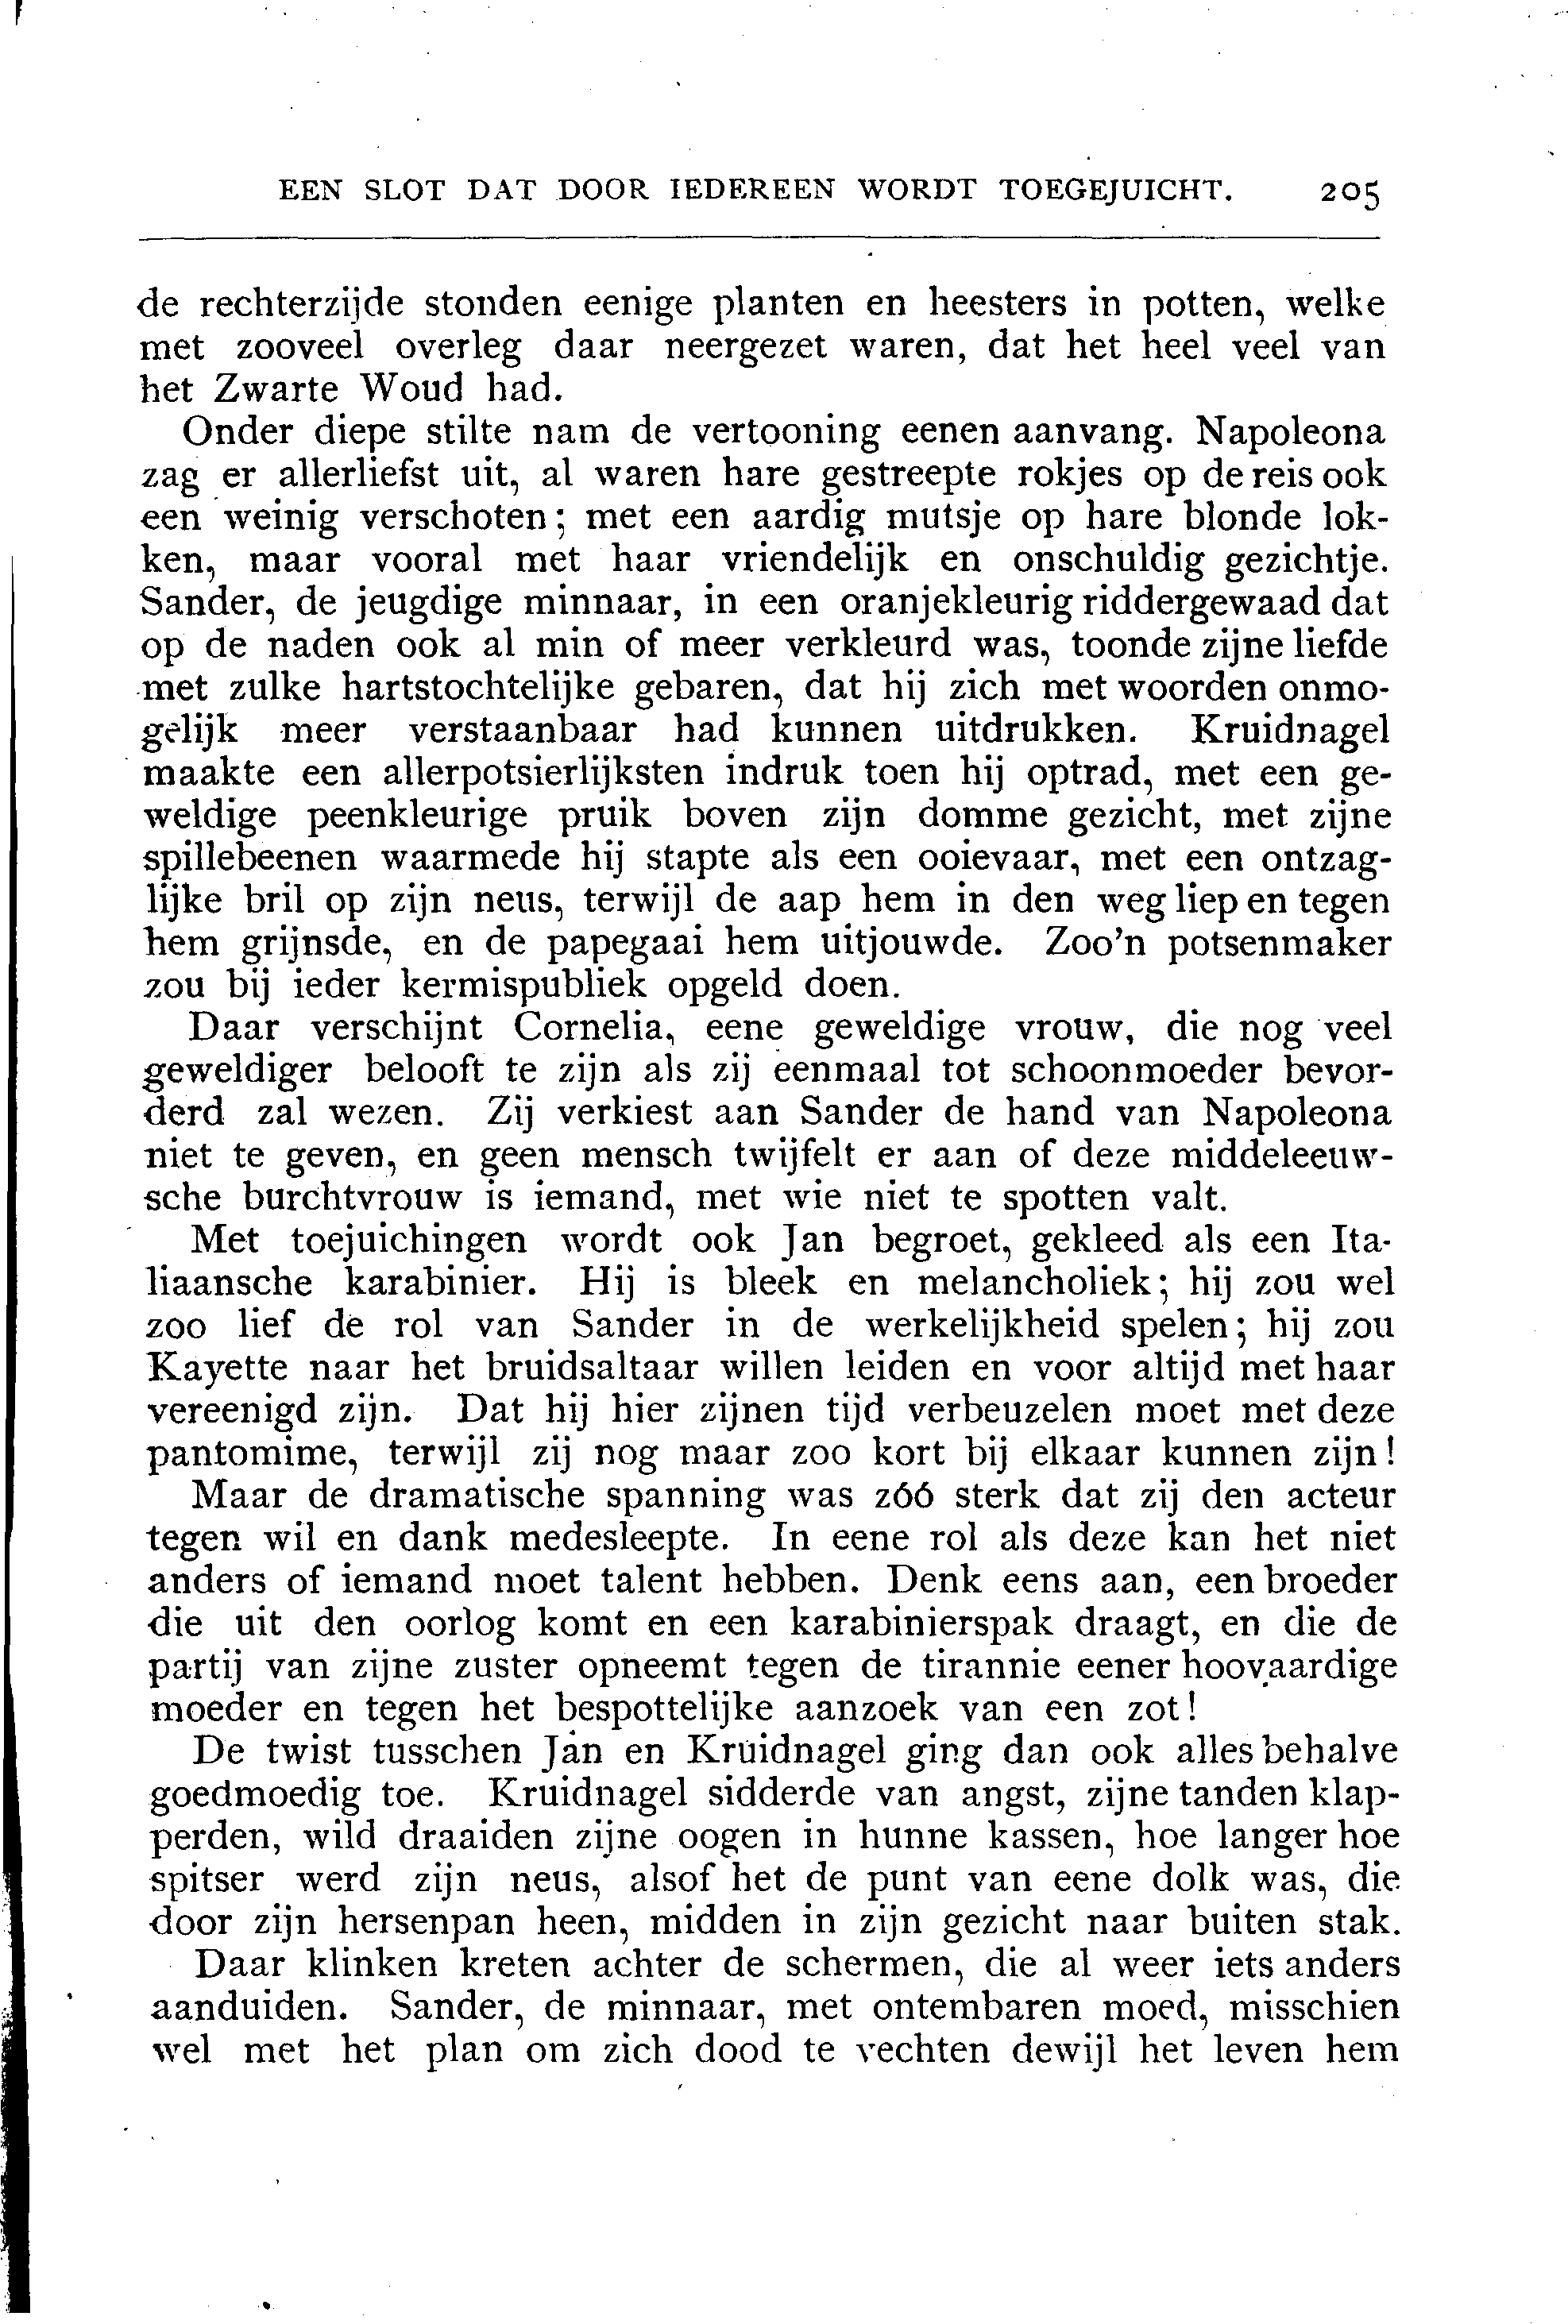 EEN SLOT DAT DOOR IEDEREEN WORDT TOEGEJUICHT. 205
de rechterzijde stonden eenige planten en heesters in potten, welke
met zooveel overleg daar neergezet waren, dat het heel veel van
het Zwarte Woud had.
Onder diepe stilte nam de vertooning eenen aanvang. Napoleona
zag er allerliefst uit, al waren hare gestreepte rokjes op de reis ook
een weinig verschoten; met een aardig mutsje op hare blonde lok-
ken, maar vooral met haar vriendelijk en onschuldig gezichtje.
Sander, de jeugdige minnaar, in een oranjekleurig riddergewaad dat
op de naden ook al min of meer verkleurd was, toonde zijne liefde
met zulke hartstochtelijke gebaren, dat hij zich met woorden onmo-
gelijk meer verstaanbaar had kunnen uitdrukken. Kruidnagel
maakte een allerpotsierlijksten indruk toen hij optrad, met een ge-
weldige peenkleurige pruik boven zijn domme gezicht, met zijne
spillebeenen waarmede hij stapte als een ooievaar, met een ontzag-
lijke bril op zijn neus, terwijl de aap hem in den weg liep en tegen
hem grijnsde, en de papegaai hem uitjouwde. Zoo'n potsenmaker
zou bij ieder kermispubliek opgeld doen.
Daar verschijnt Cornelia, eene geweldige vrouw, die nog veel
geweldiger belooft te zijn als zij eenmaal tot schoonmoeder bevor-
derd zal wezen. Zij verkiest aan Sander de hand van Napoleona
niet te geven, en geen mensch twijfelt er aan of deze middeleeuw-
sche burchtvrouw is iemand, met wie niet te spotten valt.
Met toejuichingen wordt ook Jan begroet, gekleed als een Ita-
liaansche karabinier. Hij is bleek en melancholiek; hij zou wel
zoo lief de rol van Sander in de werkelijkheid spelen; hij zou
Kayette naar het bruidsaltaar willen leiden en voor altijd met haar
vereenigd zijn. Dat hij hier zijnen tijd verbeuzelen moet met deze
pantomime, terwijl zij nog maar zoo kort bij elkaar kunnen zijn!
Maar de dramatische spanning was zóó sterk dat zij den acteur
tegen wil en dank medesleepte. In eene rol als deze kan het niet
anders of iemand moet talent hebben. Denk eens aan, een broeder
die uit den oorlog komt en een karabinierspak draagt, en die de
partij van zijne zuster opneemt tegen de tirannie eener hoovaardige
moeder en tegen het bespottelijke aanzoek van een zot!
De twist tusschen Jan en Kruidnagel ging dan ook alles behalve
goedmoedig toe. Kruidnagel sidderde van angst, zijne tanden klap-
perden, wild draaiden zijne oogen in hunne kassen, hoe langer hoe
spitser werd zijn neus, alsof het de punt van eene dolk was, die
door zijn hersenpan heen, midden in zijn gezicht naar buiten stak.
Daar klinken kreten achter de schermen, die al weer iets anders
aanduiden. Sander, de minnaar, met ontembaren moed, misschien
wel met het plan om zich dood te vechten dewijl het leven hem